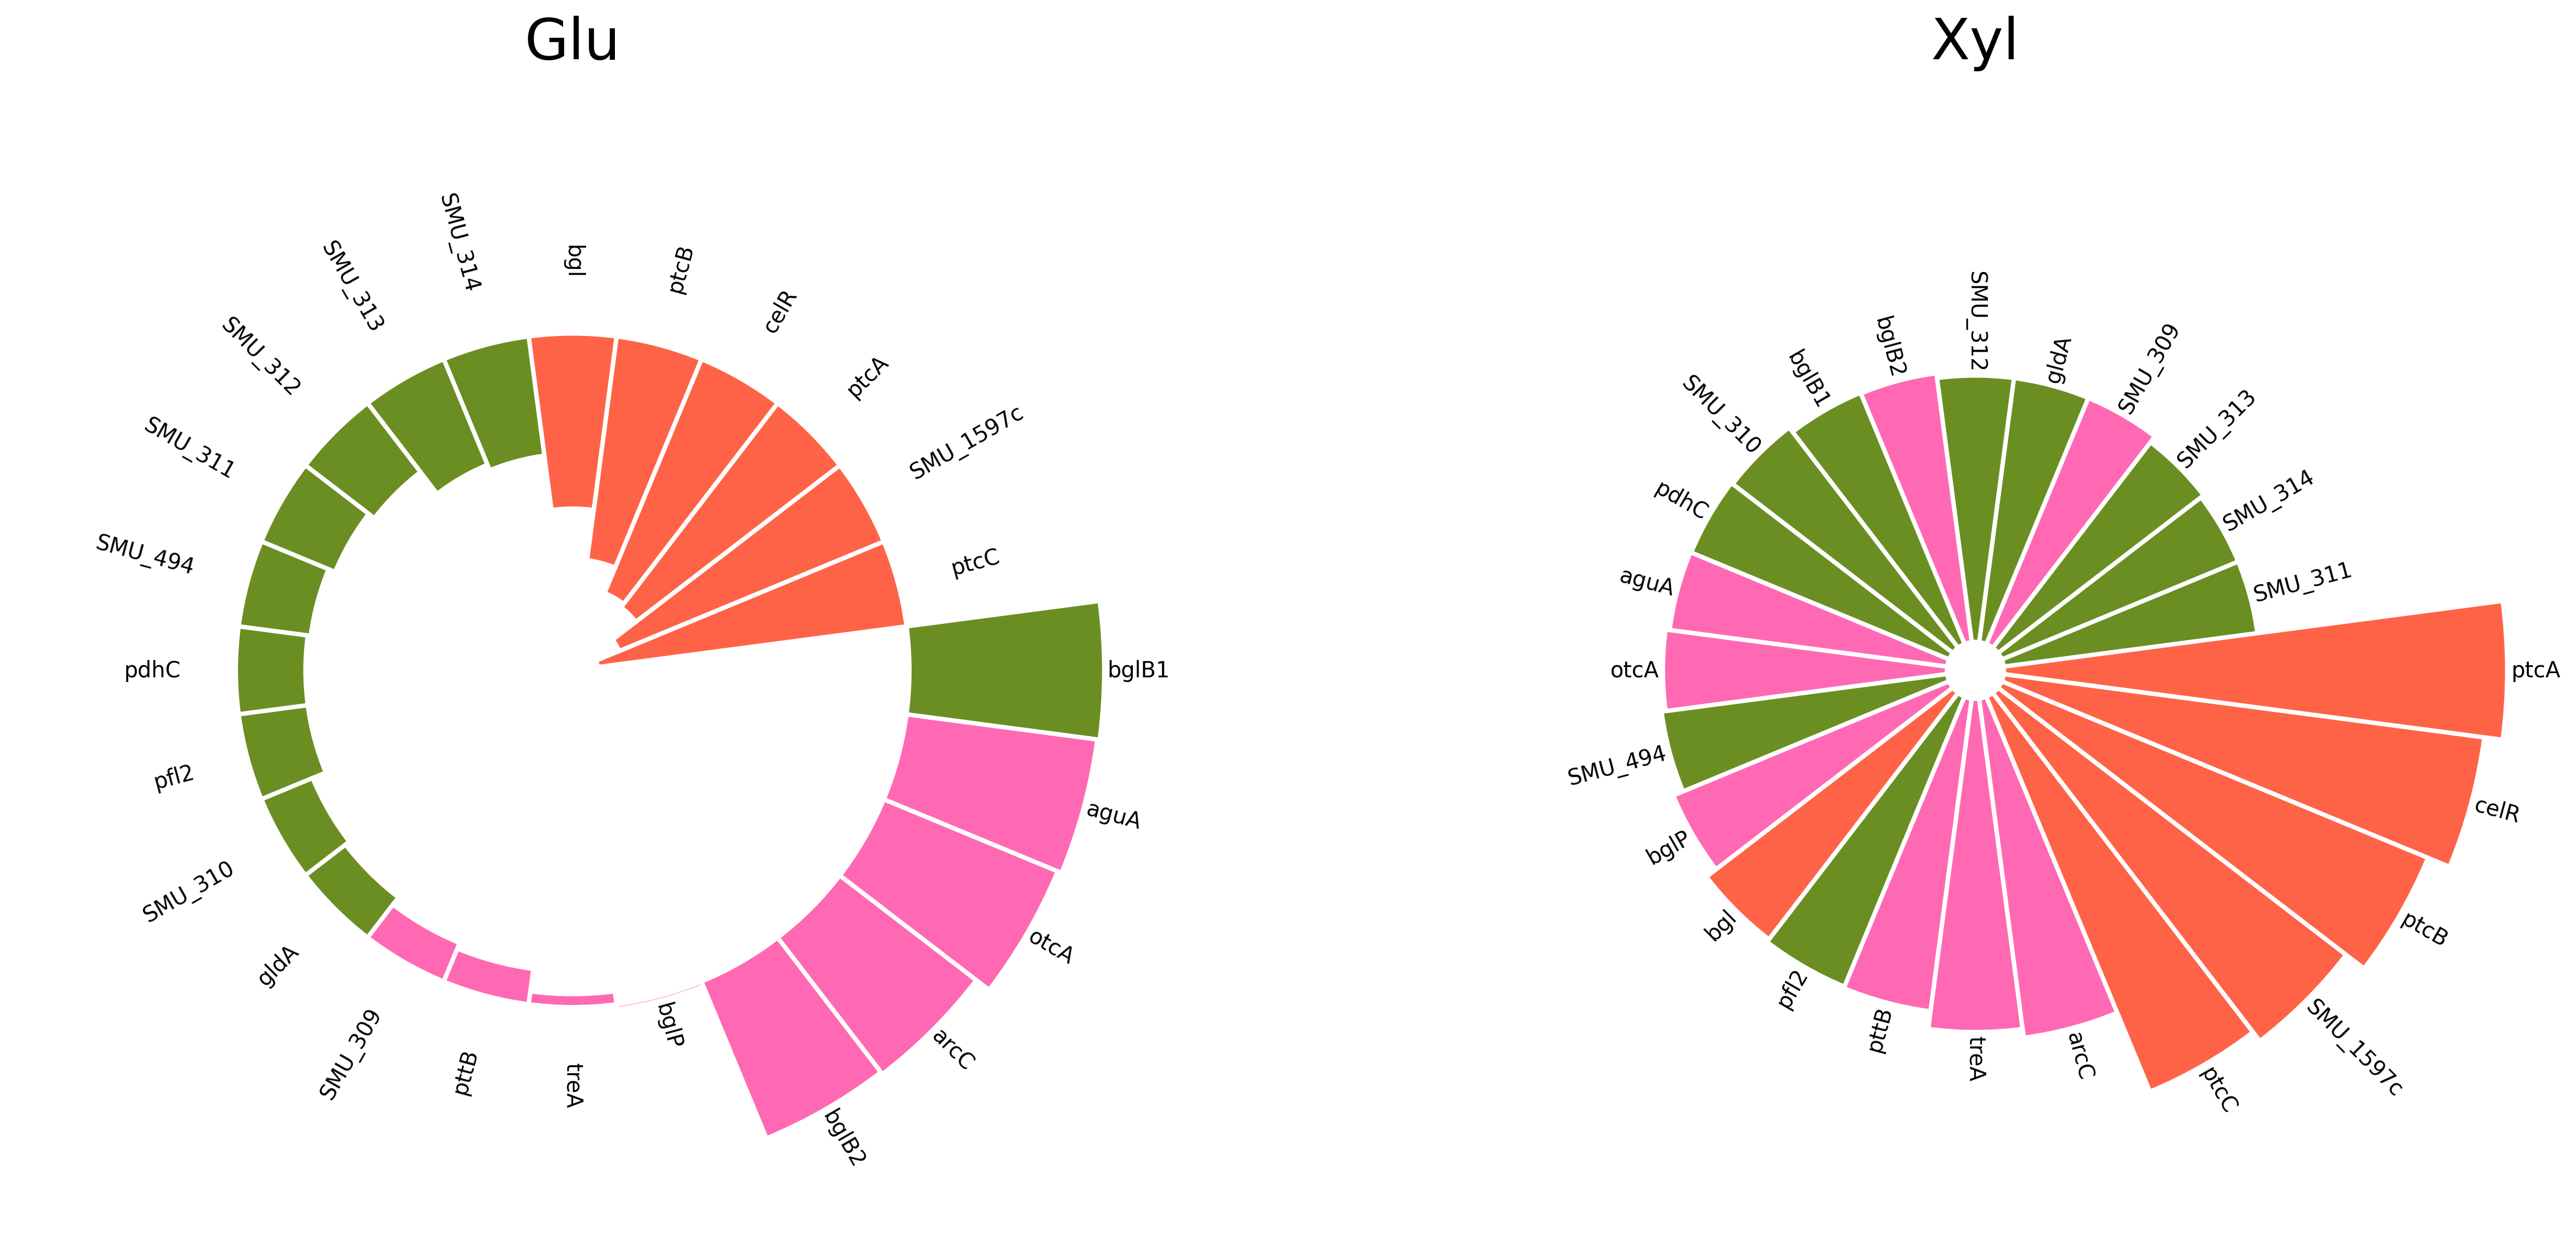 Glu
bglB1
ptcC
SMU_1597c
ptcA
celR
ptcB
bgl
SMU_314
SMU_313
SMU_312
SMU_311
SMU_494
pdhC
pfl2
SMU_310
gldA
SMU_309
pttB
treA
bglP
bglB2
arcC
otcA
aguA
Xyl
ptcA
SMU_311
SMU_314
SMU_313
SMU_309
gldA
SMU_312
bglB2
bglB1
SMU_310
pdhC
aguA
otcA
SMU_494
bglP
bgl
pfl2
pttB
treA
arcC
ptcC
SMU_1597c
ptcB
celR